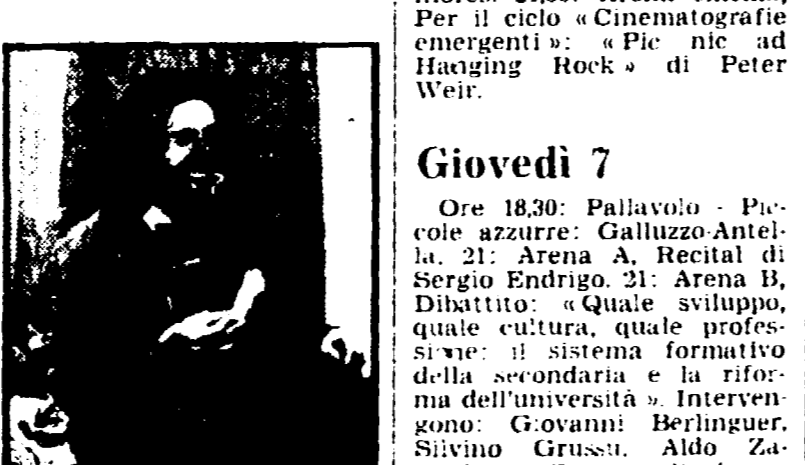 Per il ciclo « Cinematografie
emergenti »: « Pic nic ad
Hanging Rock » di Peter
Weir.
Giovedì 7
Ore 18,30: Pallavolo - Pic-
cole azzurre: Galluzzo-Antel-
la. 21: Arena A, Recital di
Sergio Endrigo. 21: Arena B,
Dibattito: « Quale sviluppo,
quale cultura, quale profes-
sione: il sistema formativo
della secondaria e la rifor-
ma dell'università ». Interven-
gono: Giovanni Berlinguer,
Silvino Grussu, Aldo Za-